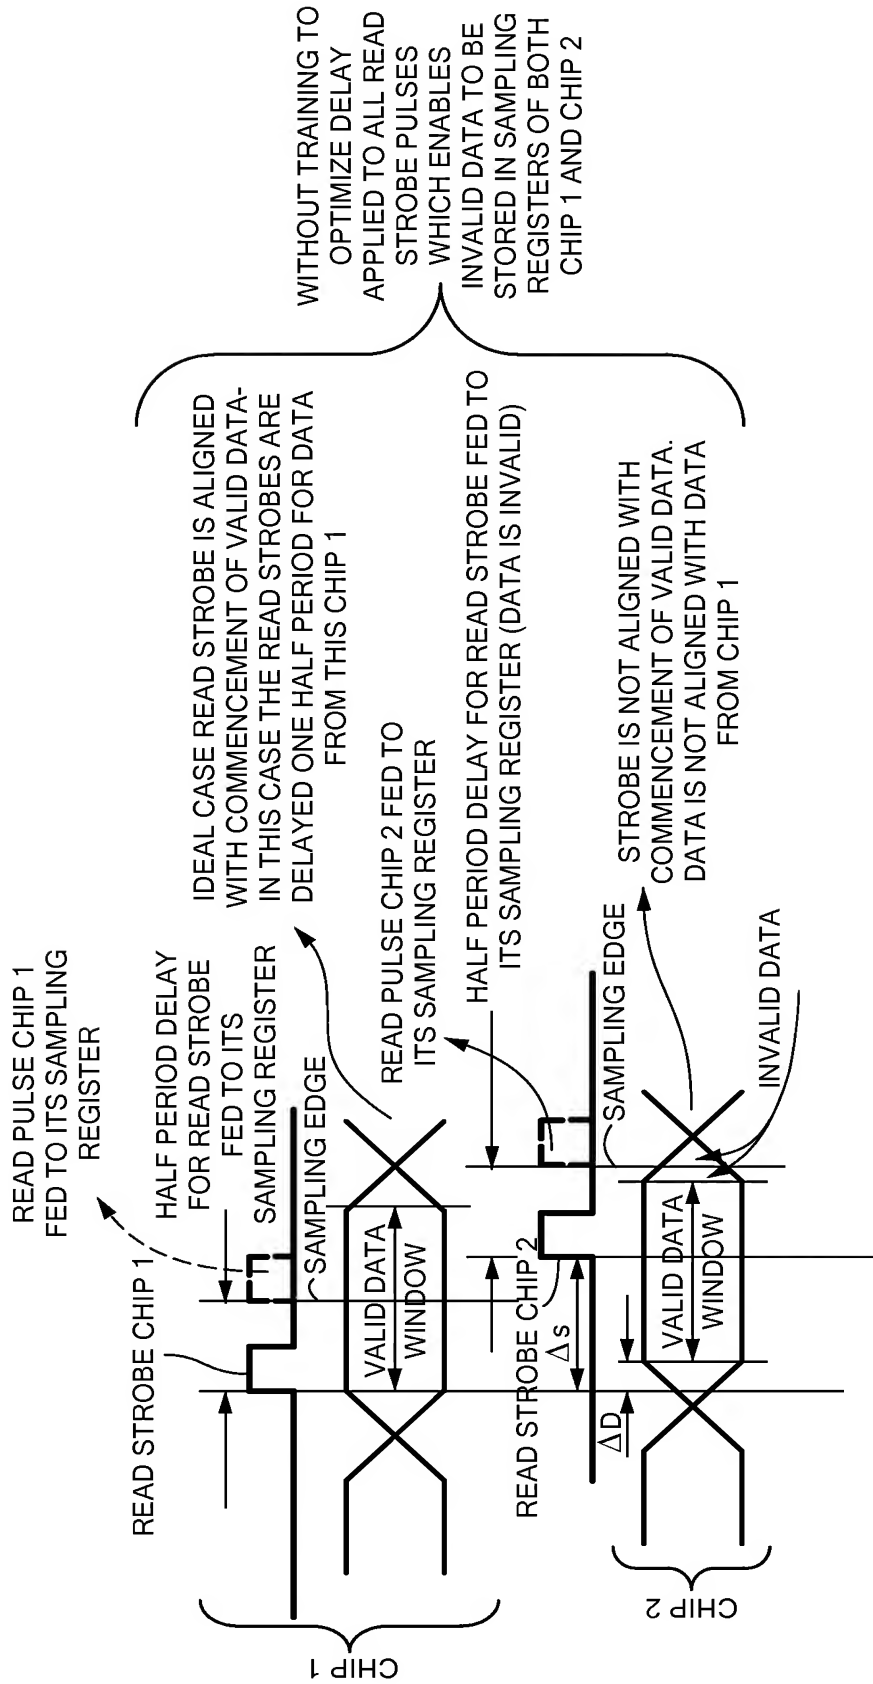 READ PULSE CHIP 1
FED TO ITS SAMPLING
REGISTER
HALF PERIOD DELAY
FOR READ STROBE
FED TO ITS
SAMPLING REGISTER
READ STROBE CHIP 1
SAMPLING EDGE
VALID DATA
WINDOW
CHIP 1
IDEAL CASE READ STROBE IS ALIGNED
WITH COMMENCEMENT OF VALID DATA-
IN THIS CASE THE READ STROBES ARE
DELAYED ONE HALF PERIOD FOR DATA
FROM THIS CHIP 1
READ PULSE CHIP 2 FED TO
ITS SAMPLING REGISTER
HALF PERIOD DELAY FOR READ STROBE FED TO
ITS SAMPLING REGISTER (DATA IS INVALID)
READ STROBE CHIP 2
Δs
SAMPLING EDGE
ΔD
VALID DATA
WINDOW
INVALID DATA
CHIP 2
STROBE IS NOT ALIGNED WITH
COMMENCEMENT OF VALID DATA.
DATA IS NOT ALIGNED WITH DATA
FROM CHIP 1
WITHOUT TRAINING TO
OPTIMIZE DELAY
APPLIED TO ALL READ
STROBE PULSES
WHICH ENABLES
INVALID DATA TO BE
STORED IN SAMPLING
REGISTERS OF BOTH
CHIP 1 AND CHIP 2